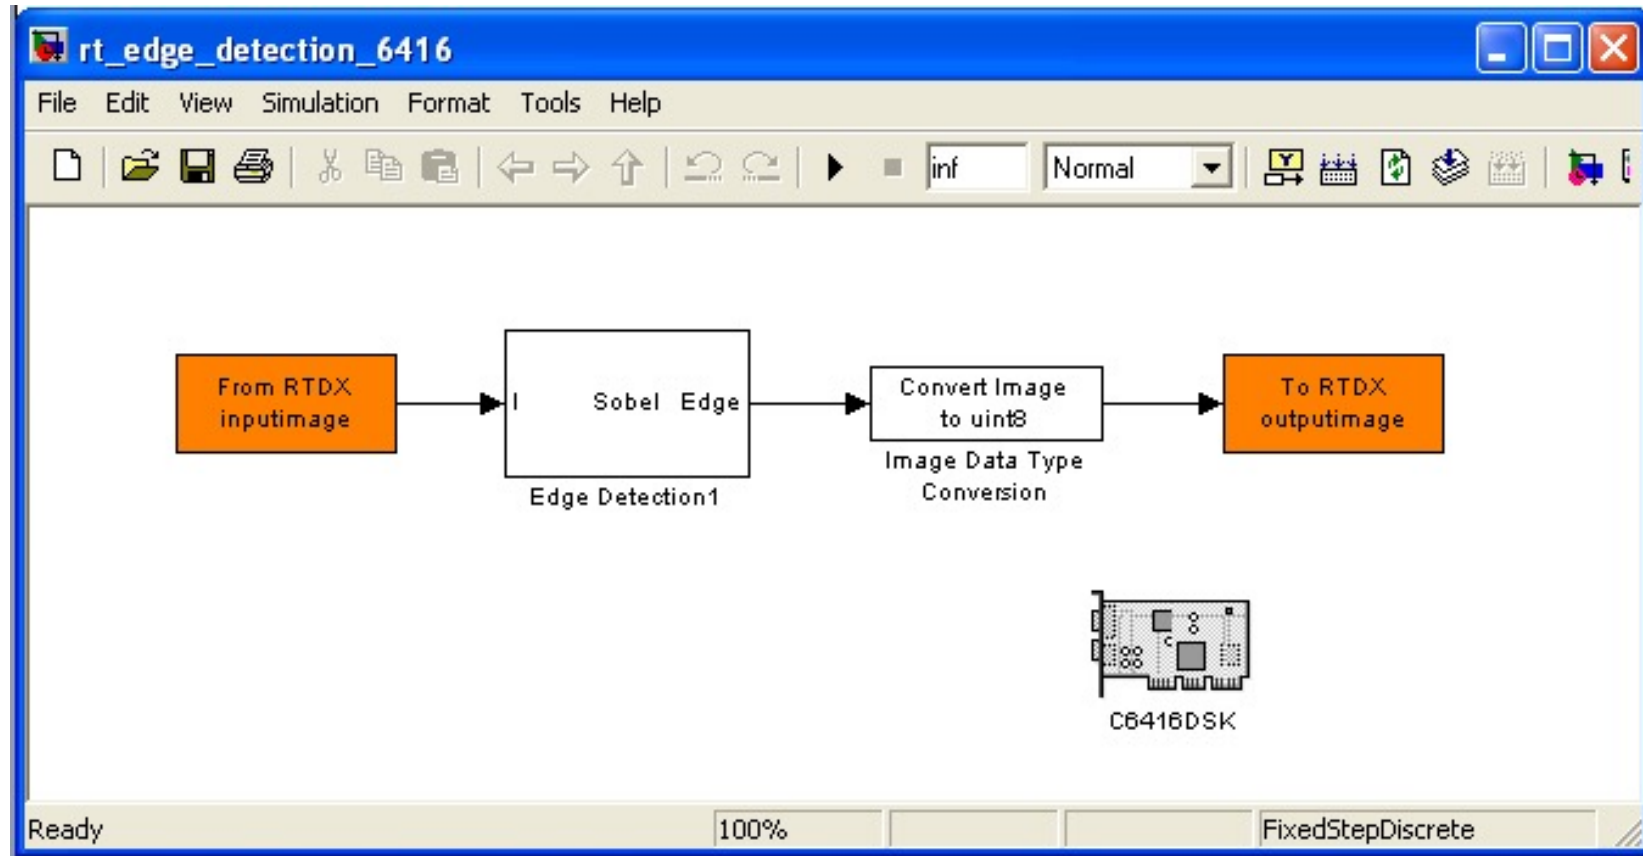 rt_edge_detection_6416
File Edit View Simulation Format Tools Help
inf Normal
From RTDX
inputimage
I Sobel Edge
Edge Detection1
Convert Image
to uint8
Image Data Type
Conversion
To RTDX
outputimage
C6416DSK
Ready 100% FixedStepDiscrete